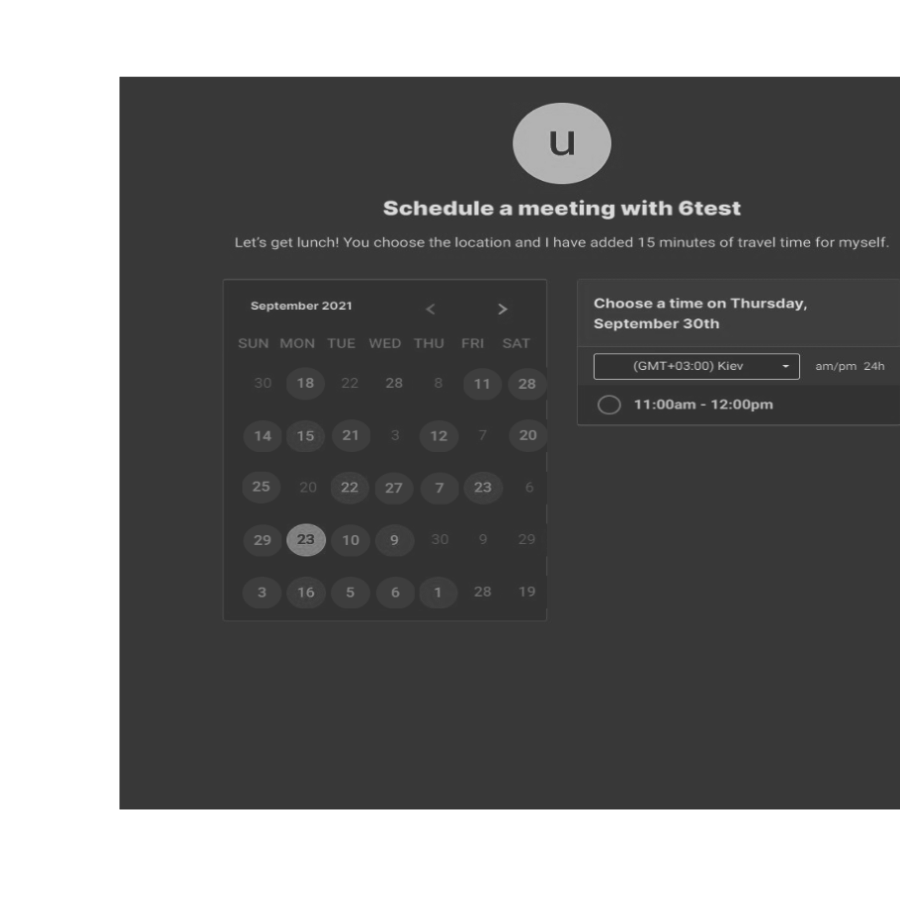 u
Schedule a meeting with 6test
Let's get lunch! You choose the location and I have added 15 minutes of travel time for myself.
September 2021 < >
SUN MON TUE WED THU FRI SAT
30 18 22 28 8 11 28
14 15 21 3 12 7 20
25 20 22 27 7 23 6
29 23 10 9 30 9 29
3 16 5 6 1 28 19
Choose a time on Thursday,
September 30th
(GMT+03:00) Kiev am/pm 24h
11:00am - 12:00pm